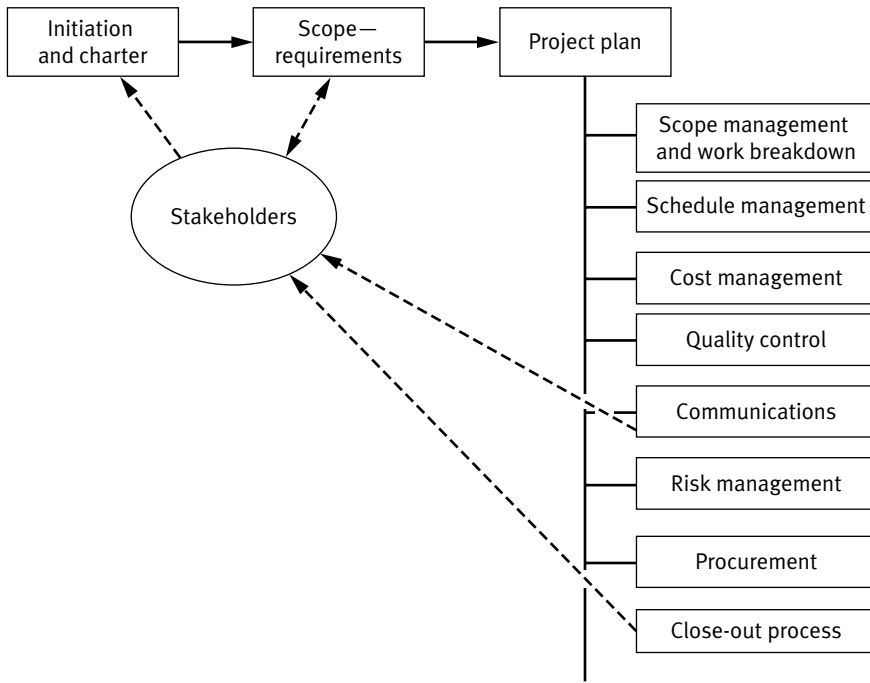 Initiation
and charter
Scope—
requirements
Project plan
Scope management
and work breakdown
Schedule management
Stakeholders
Cost management
Quality control
Communications
Risk management
Procurement
Close-out process